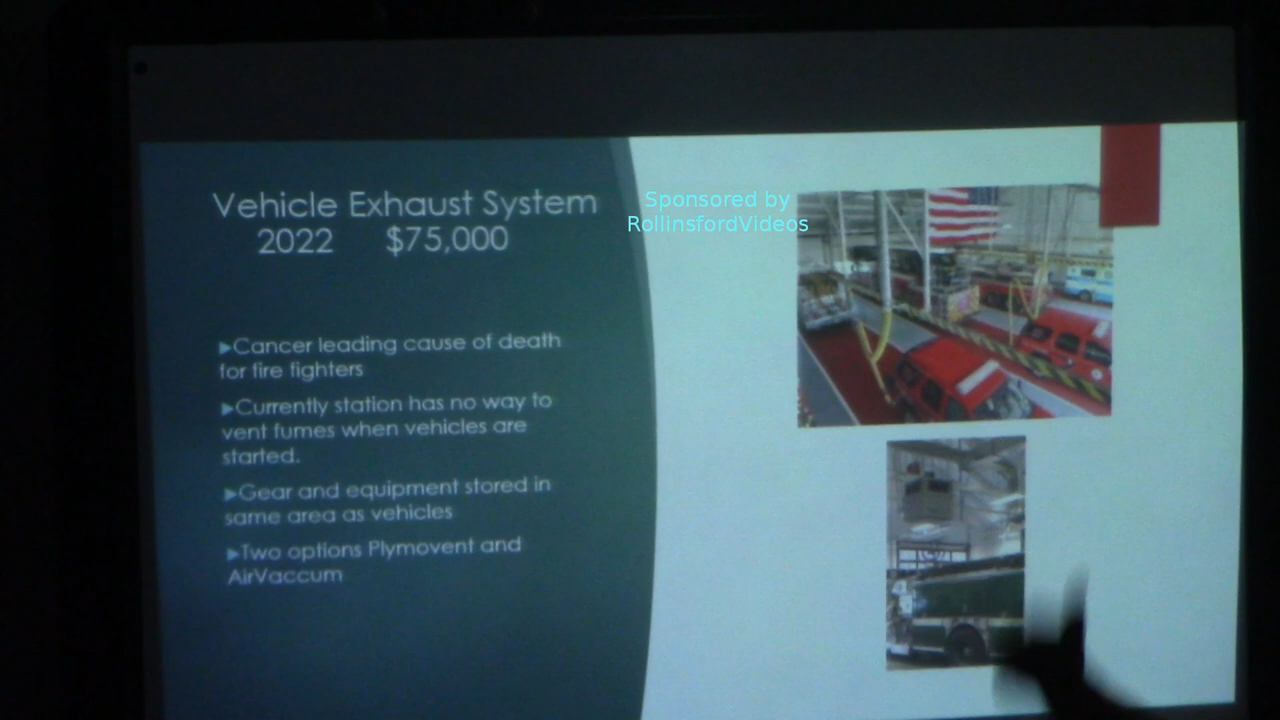 Vehicle Exhaust System
2022 $75,000
▶Cancer leading cause of death
for fire fighters
▶Currently station has no way to
vent fumes when vehicles are
started.
▶Gear and equipment stored in
same area as vehicles
▶Two options Plymovent and
AirVaccum
Sponsored by
RollinsfordVideos